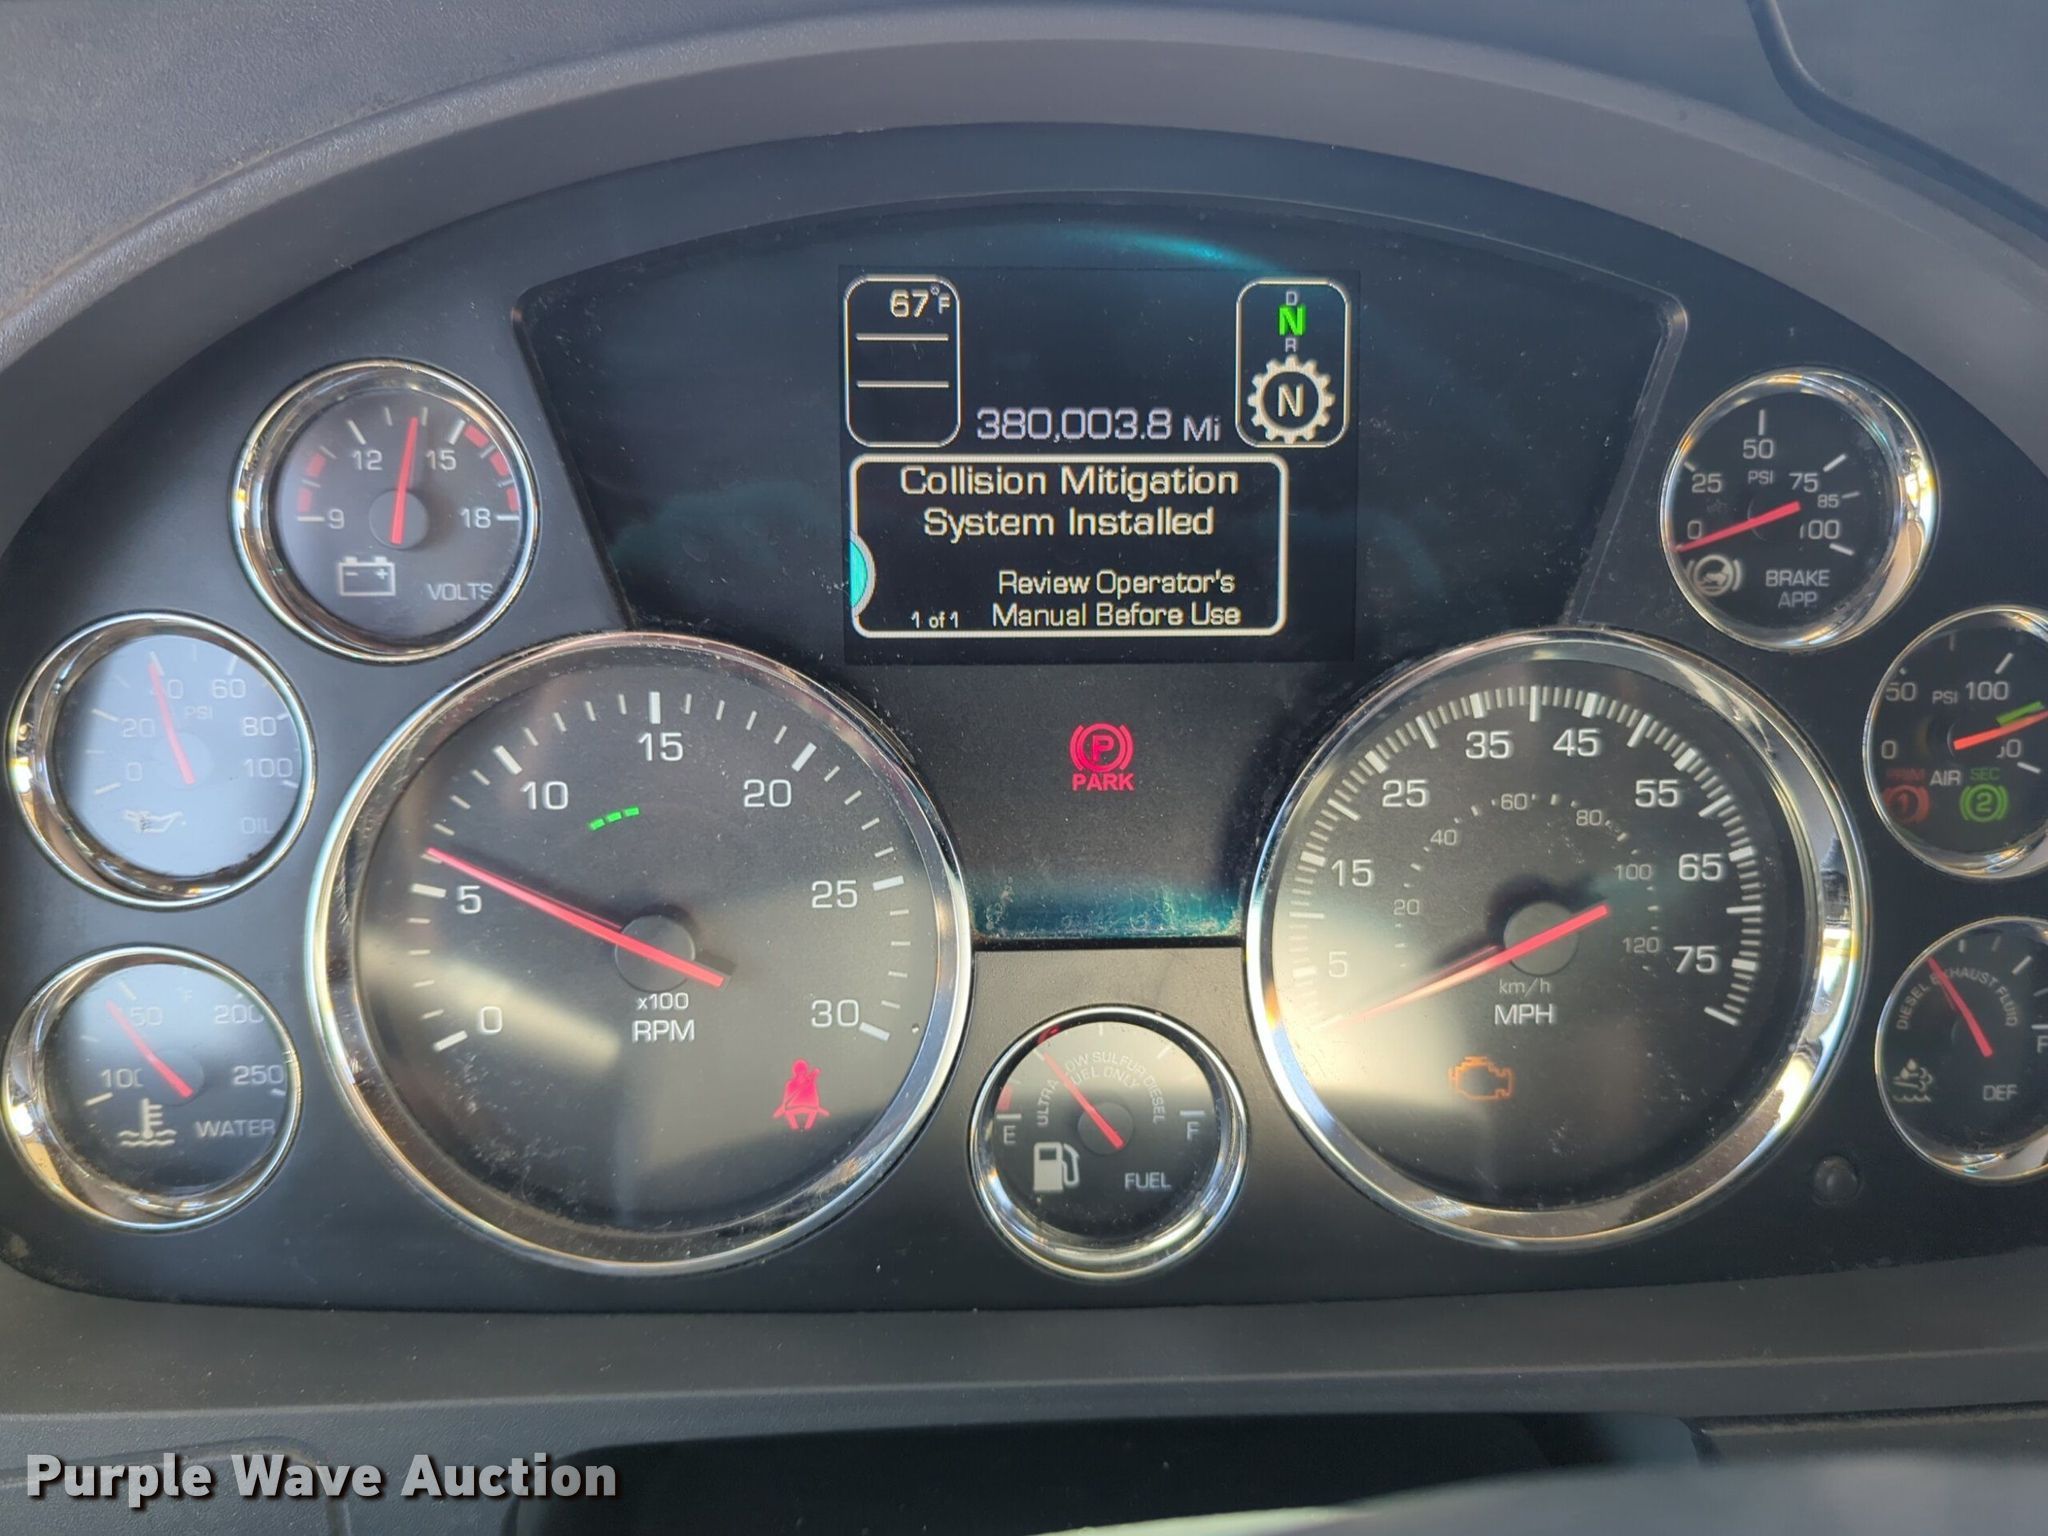 67°F
D
N
R
N
380,003.8 Mi
Collision Mitigation
System Installed
Review Operator's
1 of 1 Manual Before Use
12 15
9 18
VOLTS
40 60
20 PSI 80
0 100
OIL
50 °F 200
100 250
WATER
15
10 20
5 25
0 30
x100
RPM
P
PARK
ULTRA LOW SULFUR DIESEL
FUEL ONLY
E F
FUEL
35 45
25 55
15 65
5 75
20 40 60 80 100 120
km/h
MPH
50
25 PSI 75
85
0 100
BRAKE
APP
50 PSI 100
0
PRIM AIR SEC
1 2
DIESEL EXHAUST FLUID
F
DEF
Purple Wave Auction